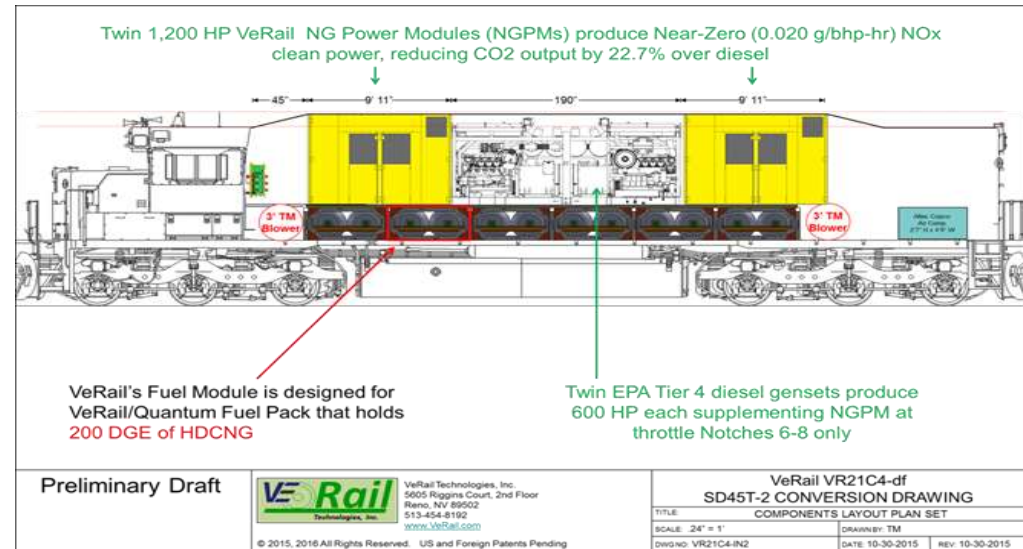 Twin 1,200 HP VeRail NG Power Modules (NGPMs) produce Near-Zero (0.020 g/bhp-hr) NOx
clean power, reducing CO2 output by 22.7% over diesel
45"
9' 11"
190"
9' 11"
3' TM
Blower
3' TM
Blower
Atlas Copco
Air Comp
VeRail's Fuel Module is designed for
VeRail/Quantum Fuel Pack that holds
200 DGE of HDCNG
Twin EPA Tier 4 diesel gensets produce
600 HP each supplementing NGPM at
throttle Notches 6-8 only
Preliminary Draft
VE Rail
Technologies, Inc.
VeRail Technologies, Inc.
5605 Riggins Court, 2nd Floor
Reno, NV 89502
513-454-8192
www.VeRail.com
© 2015, 2016 All Rights Reserved. US and Foreign Patents Pending
VeRail VR21C4-df
SD45T-2 CONVERSION DRAWING
TITLE: COMPONENTS LAYOUT PLAN SET
SCALE: .24" = 1'
DRAWN BY: TM
DWG NO: VR21C4-IN2
DATE: 10-30-2015
REV: 10-30-2015